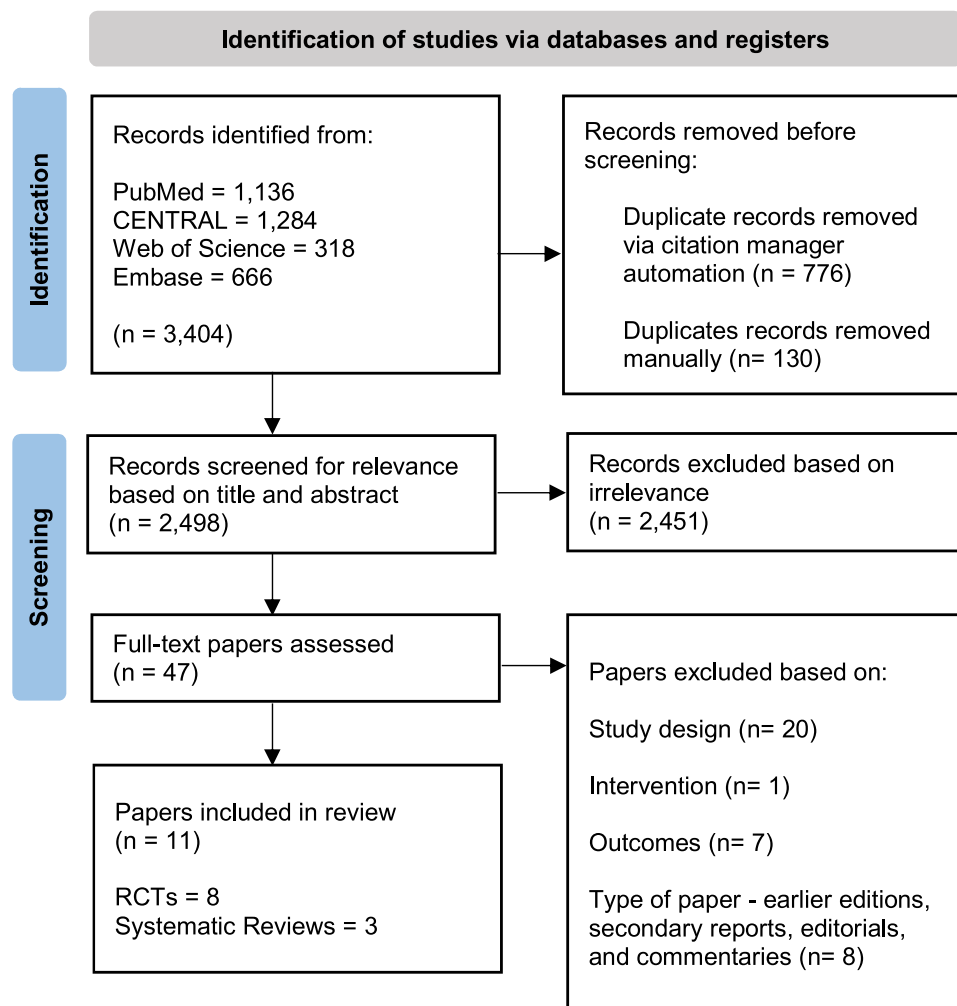 Identification of studies via databases and registers
Identification
Records identified from:
PubMed = 1,136
CENTRAL = 1,284
Web of Science = 318
Embase = 666
(n = 3,404)
Records removed before
screening:
Duplicate records removed
via citation manager
automation (n = 776)
Duplicates records removed
manually (n= 130)
Screening
Records screened for relevance
based on title and abstract
(n = 2,498)
Records excluded based on
irrelevance
(n = 2,451)
Full-text papers assessed
(n = 47)
Papers excluded based on:
Study design (n= 20)
Intervention (n= 1)
Outcomes (n= 7)
Type of paper - earlier editions,
secondary reports, editorials,
and commentaries (n= 8)
Papers included in review
(n = 11)
RCTs = 8
Systematic Reviews = 3